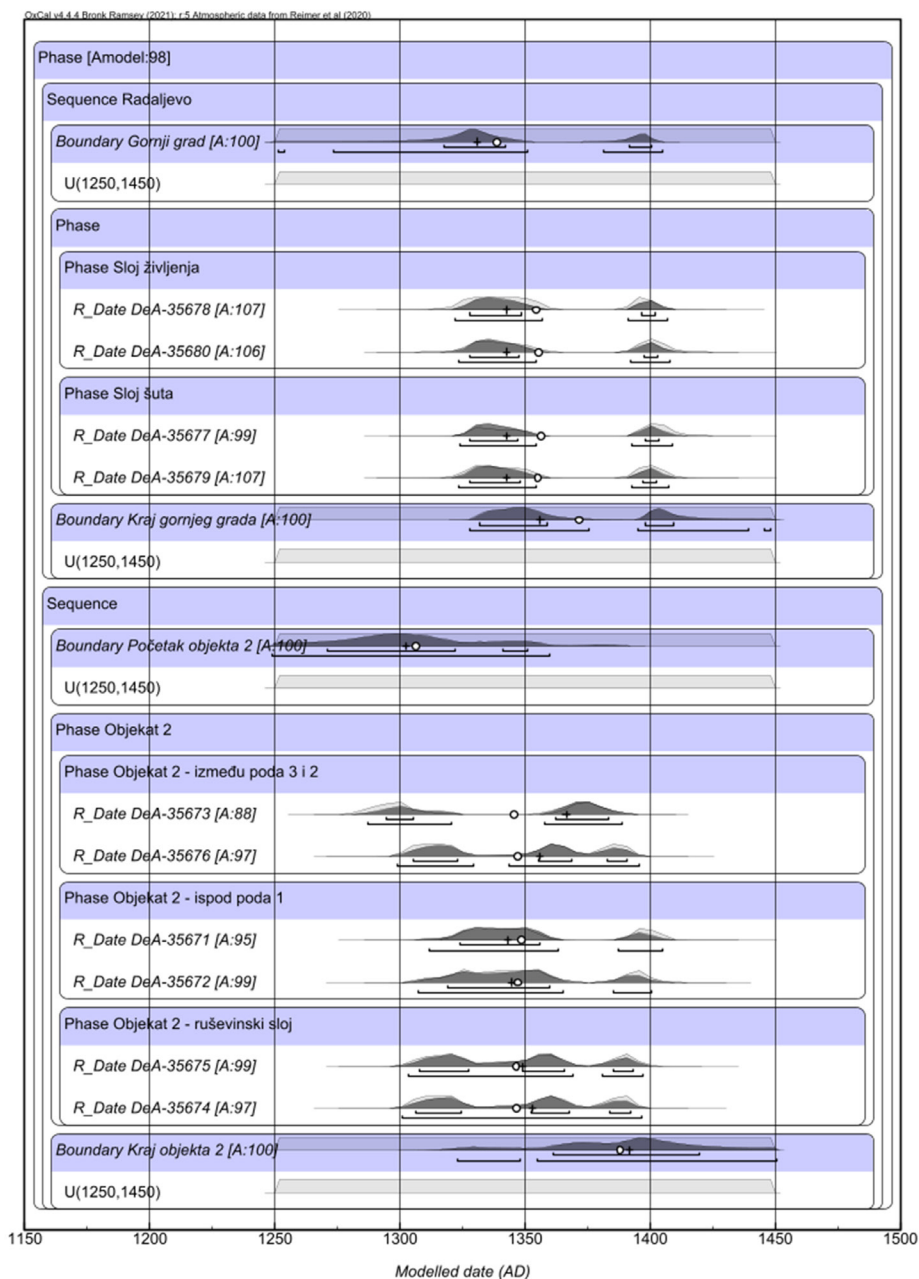 OxCal v4.4.4 Bronk Ramsey (2021); r:5 Atmospheric data from Reimer et al (2020)
Phase [Amodel:98]
Sequence Radaljevo
Boundary Gornji grad [A:100]
U(1250,1450)
Phase
Phase Sloj življenja
R_Date DeA-35678 [A:107]
R_Date DeA-35680 [A:106]
Phase Sloj šuta
R_Date DeA-35677 [A:99]
R_Date DeA-35679 [A:107]
Boundary Kraj gornjeg grada [A:100]
U(1250,1450)
Sequence
Boundary Početak objekta 2 [A:100]
U(1250,1450)
Phase Objekat 2
Phase Objekat 2 - između poda 3 i 2
R_Date DeA-35673 [A:88]
R_Date DeA-35676 [A:97]
Phase Objekat 2 - ispod poda 1
R_Date DeA-35671 [A:95]
R_Date DeA-35672 [A:99]
Phase Objekat 2 - ruševinski sloj
R_Date DeA-35675 [A:99]
R_Date DeA-35674 [A:97]
Boundary Kraj objekta 2 [A:100]
U(1250,1450)
1150 1200 1250 1300 1350 1400 1450 1500
Modelled date (AD)